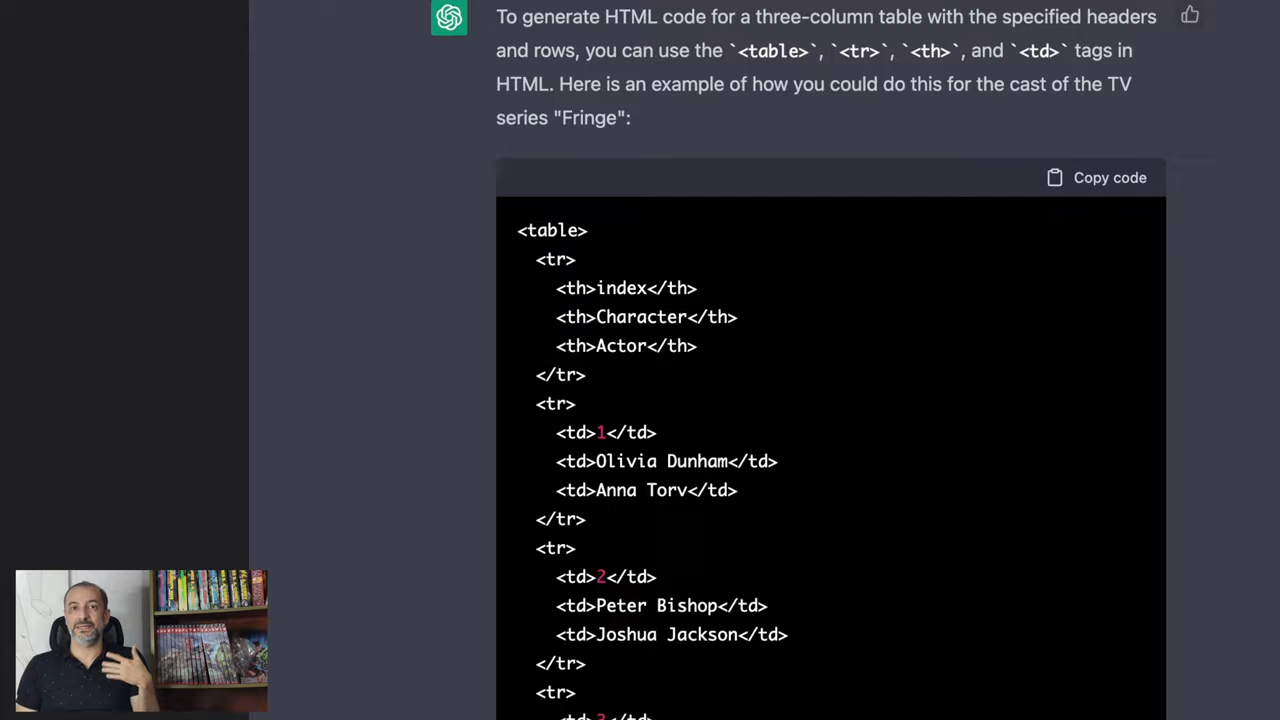 To generate HTML code for a three-column table with the specified headers
and rows, you can use the `<table>`, `<tr>`, `<th>`, and `<td>` tags in
HTML. Here is an example of how you could do this for the cast of the TV
series "Fringe":
Copy code
<table>
<tr>
<th>index</th>
<th>Character</th>
<th>Actor</th>
</tr>
<tr>
<td>1</td>
<td>Olivia Dunham</td>
<td>Anna Torv</td>
</tr>
<tr>
<td>2</td>
<td>Peter Bishop</td>
<td>Joshua Jackson</td>
</tr>
<tr>
<td>3</td>